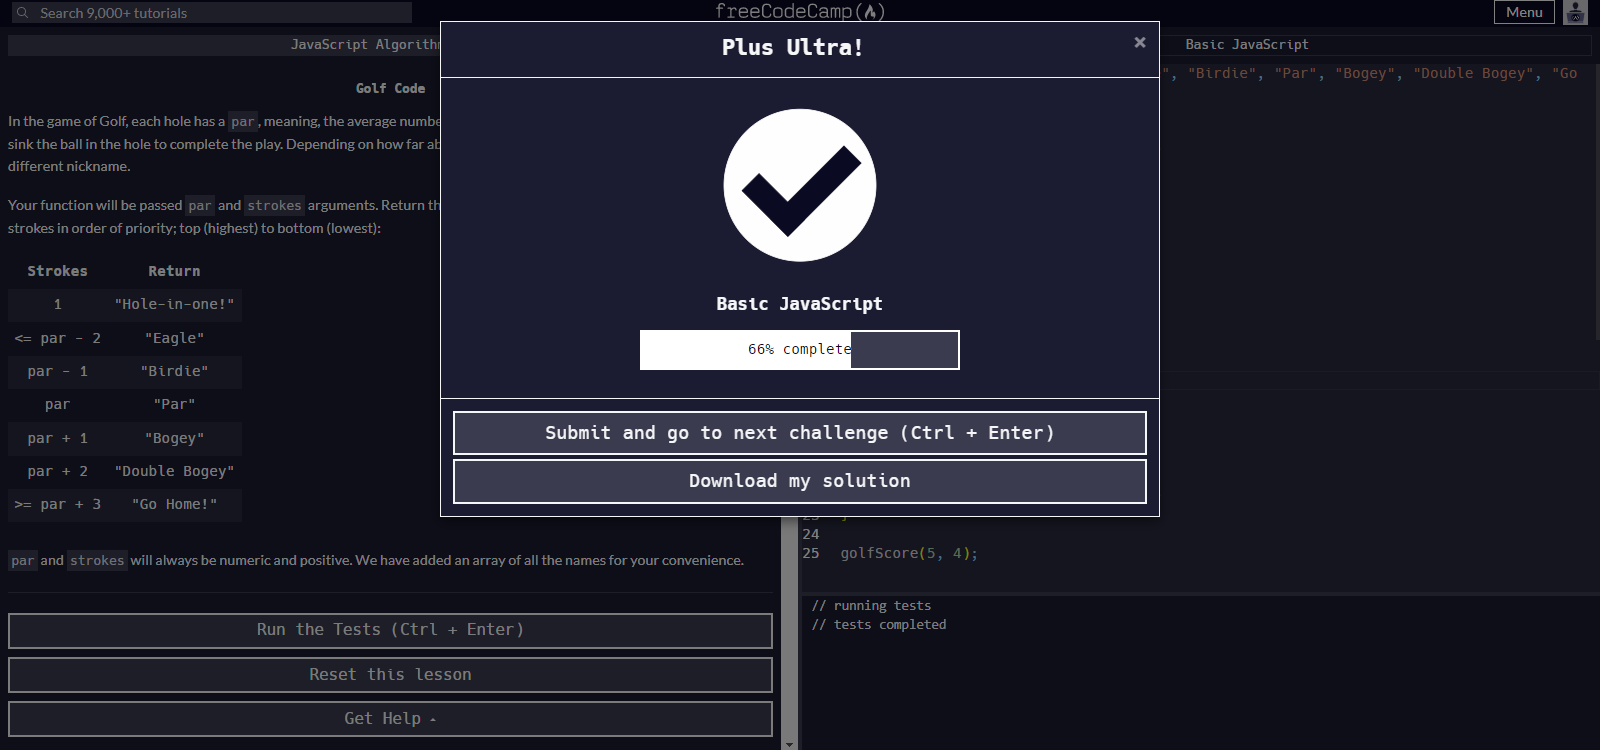 Search 9,000+ tutorials
freeCodeCamp
Menu
JavaScript Algorithm
Basic JavaScript
Plus Ultra!
×
Golf Code
", "Birdie", "Par", "Bogey", "Double Bogey", "Go
In the game of Golf, each hole has a par, meaning, the average numbe
sink the ball in the hole to complete the play. Depending on how far ab
different nickname.
Your function will be passed par and strokes arguments. Return th
strokes in order of priority; top (highest) to bottom (lowest):
Strokes Return
1 "Hole-in-one!"
<= par - 2 "Eagle"
par - 1 "Birdie"
par "Par"
par + 1 "Bogey"
par + 2 "Double Bogey"
>= par + 3 "Go Home!"
par and strokes will always be numeric and positive. We have added an array of all the names for your convenience.
Run the Tests (Ctrl + Enter)
Reset this lesson
Get Help
Basic JavaScript
66% complete
Submit and go to next challenge (Ctrl + Enter)
Download my solution
24
25 golfScore(5, 4);
// running tests
// tests completed